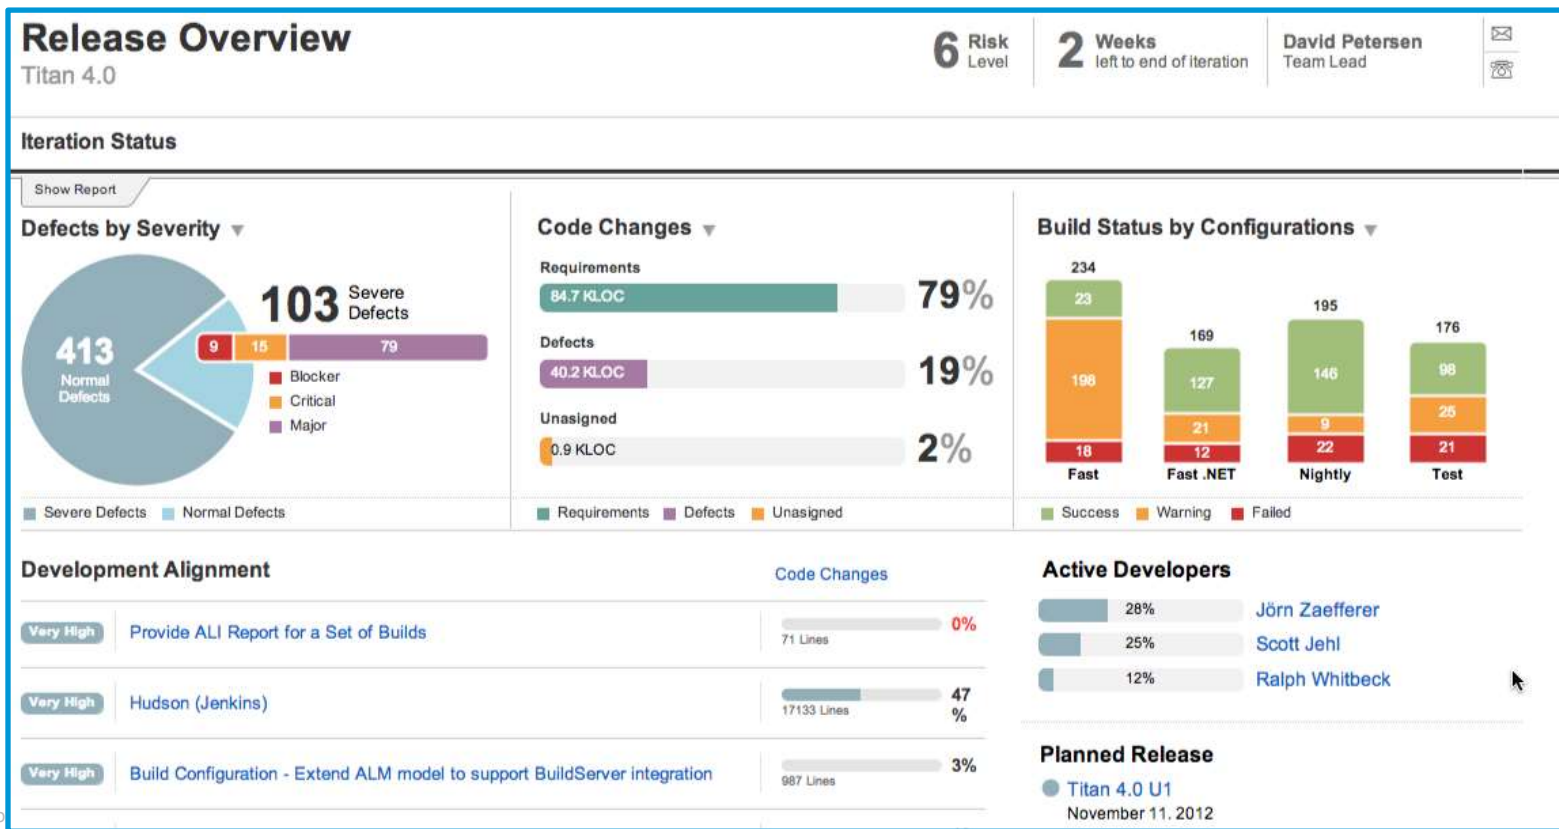 Release Overview
Titan 4.0
6 Risk Level
2 Weeks left to end of iteration
David Petersen
Team Lead
Iteration Status
Show Report
Defects by Severity
413
Normal
Defects
103 Severe Defects
9 15 79
Blocker
Critical
Major
Severe Defects Normal Defects
Code Changes
Requirements
84.7 KLOC 79%
Defects
40.2 KLOC 19%
Unasigned
0.9 KLOC 2%
Requirements Defects Unasigned
Build Status by Configurations
234
23
198
18
Fast
169
127
21
12
Fast .NET
195
146
9
22
Nightly
176
98
25
21
Test
Success Warning Failed
Development Alignment
Code Changes
Very High Provide ALI Report for a Set of Builds 71 Lines 0%
Very High Hudson (Jenkins) 17133 Lines 47 %
Very High Build Configuration - Extend ALM model to support BuildServer integration 987 Lines 3%
Active Developers
28% Jörn Zaefferer
25% Scott Jehl
12% Ralph Whitbeck
Planned Release
Titan 4.0 U1
November 11. 2012